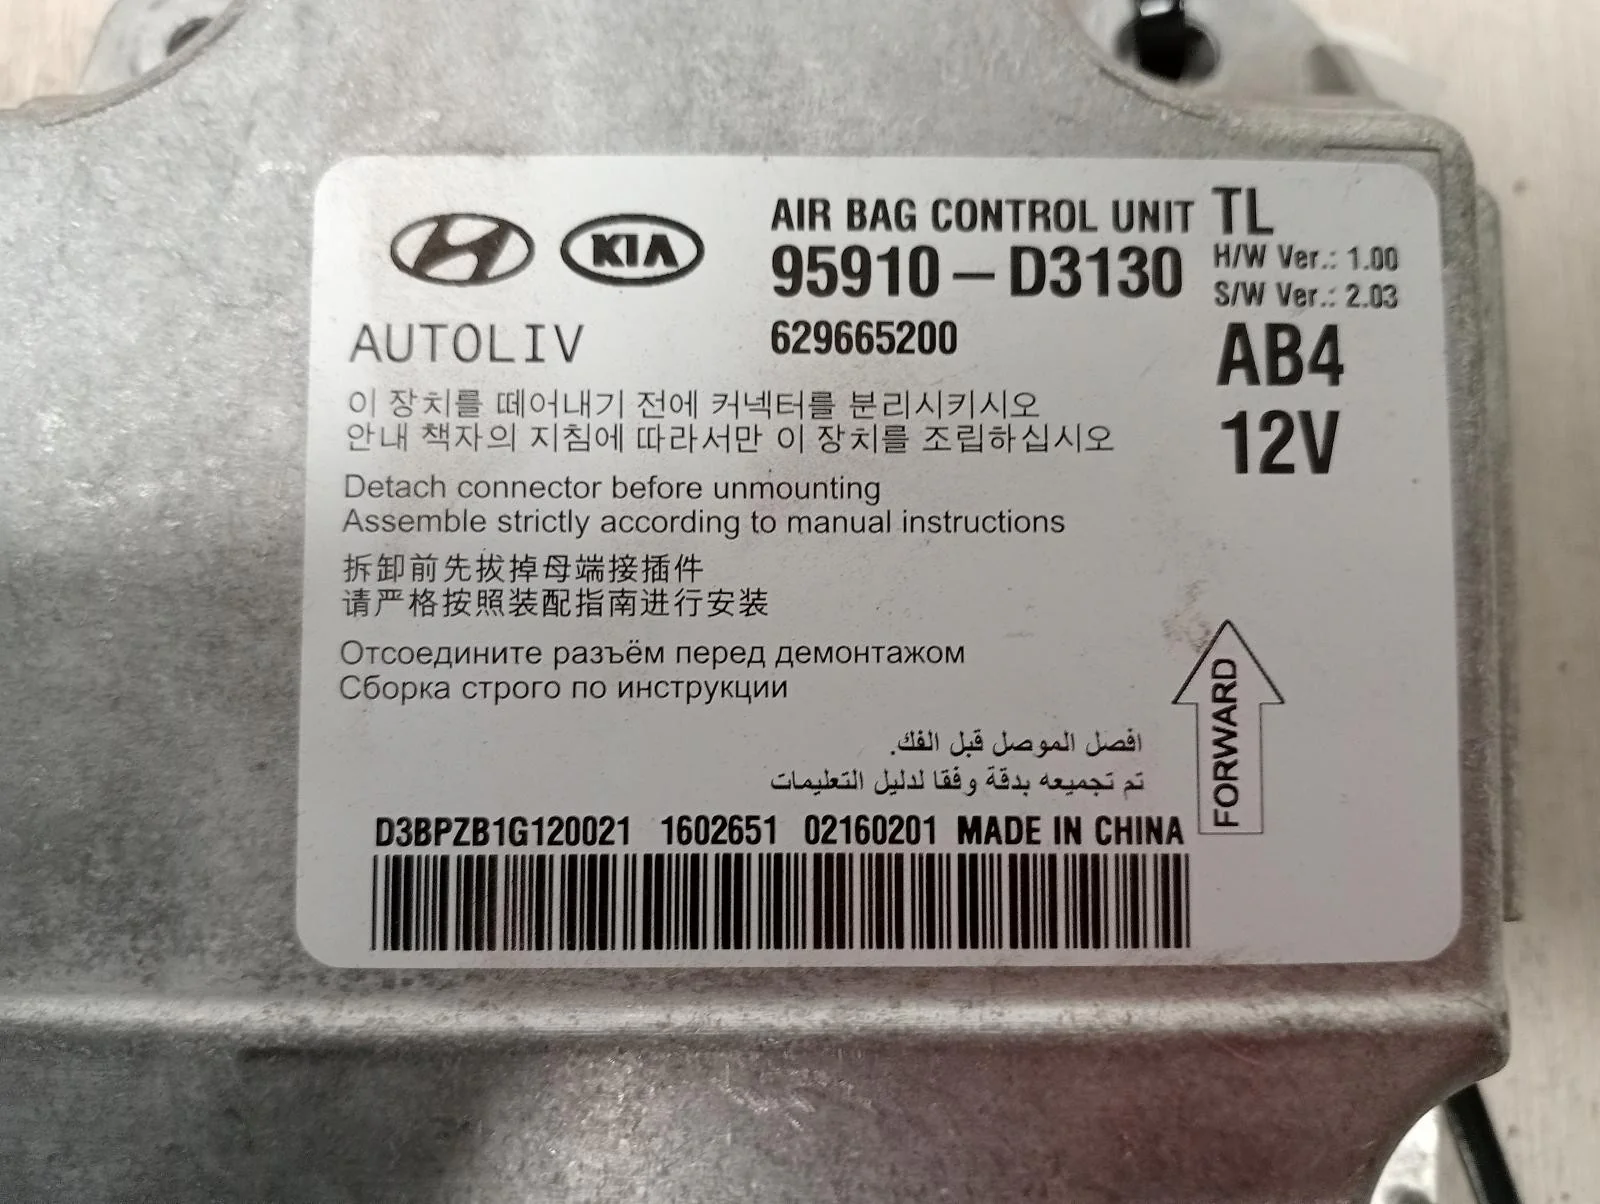 KIA
AIR BAG CONTROL UNIT TL
95910-D3130
H/W Ver.: 1.00
S/W Ver.: 2.03
AUTOLIV
629665200
AB4
12V
이 장치를 떼어내기 전에 커넥터를 분리시키시오
안내 책자의 지침에 따라서만 이 장치를 조립하십시오
Detach connector before unmounting
Assemble strictly according to manual instructions
拆卸前先拔掉母端接插件
请严格按照装配指南进行安装
Отсоедините разъём перед демонтажом
Сборка строго по инструкции
افصل الموصل قبل الفك.
تم تجميعه بدقة وفقا لدليل التعليمات
FORWARD
D3BPZB1G120021 1602651 02160201 MADE IN CHINA